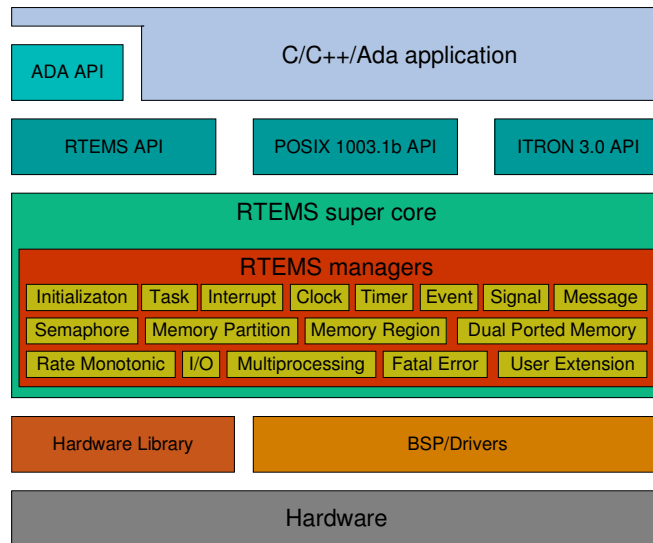 C/C++/Ada application
ADA API
RTEMS API
POSIX 1003.1b API
ITRON 3.0 API
RTEMS super core
RTEMS managers
Initializaton
Task
Interrupt
Clock
Timer
Event
Signal
Message
Semaphore
Memory Partition
Memory Region
Dual Ported Memory
Rate Monotonic
I/O
Multiprocessing
Fatal Error
User Extension
Hardware Library
BSP/Drivers
Hardware